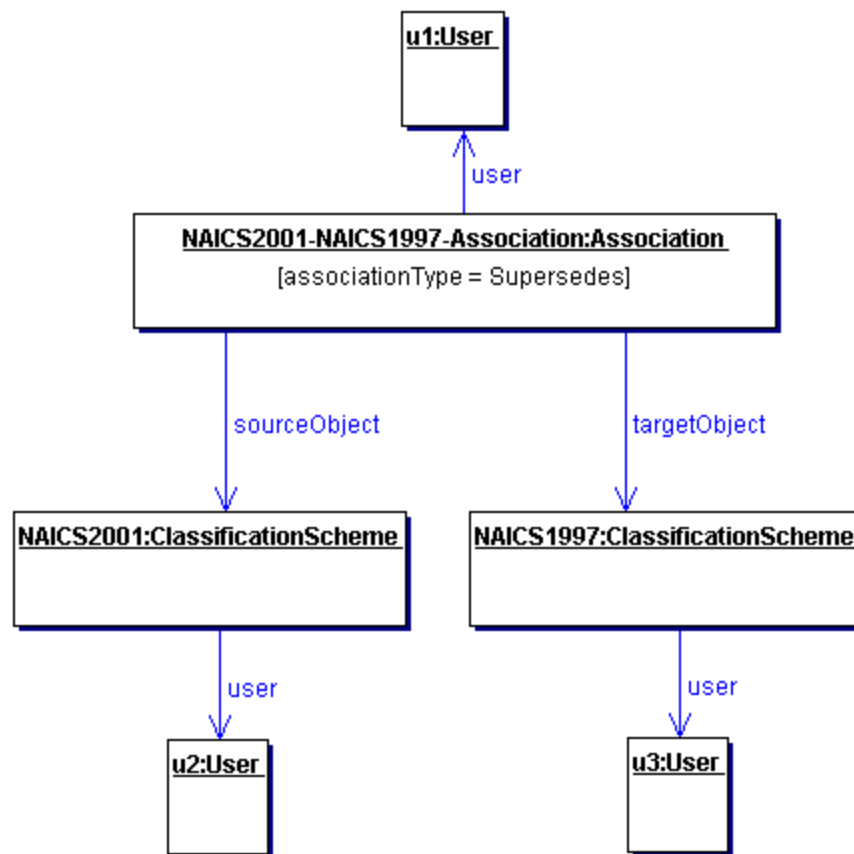 u1:User
user
NAICS2001-NAICS1997-Association:Association
[associationType = Supersedes]
sourceObject
targetObject
NAICS2001:ClassificationScheme
NAICS1997:ClassificationScheme
user
user
u2:User
u3:User